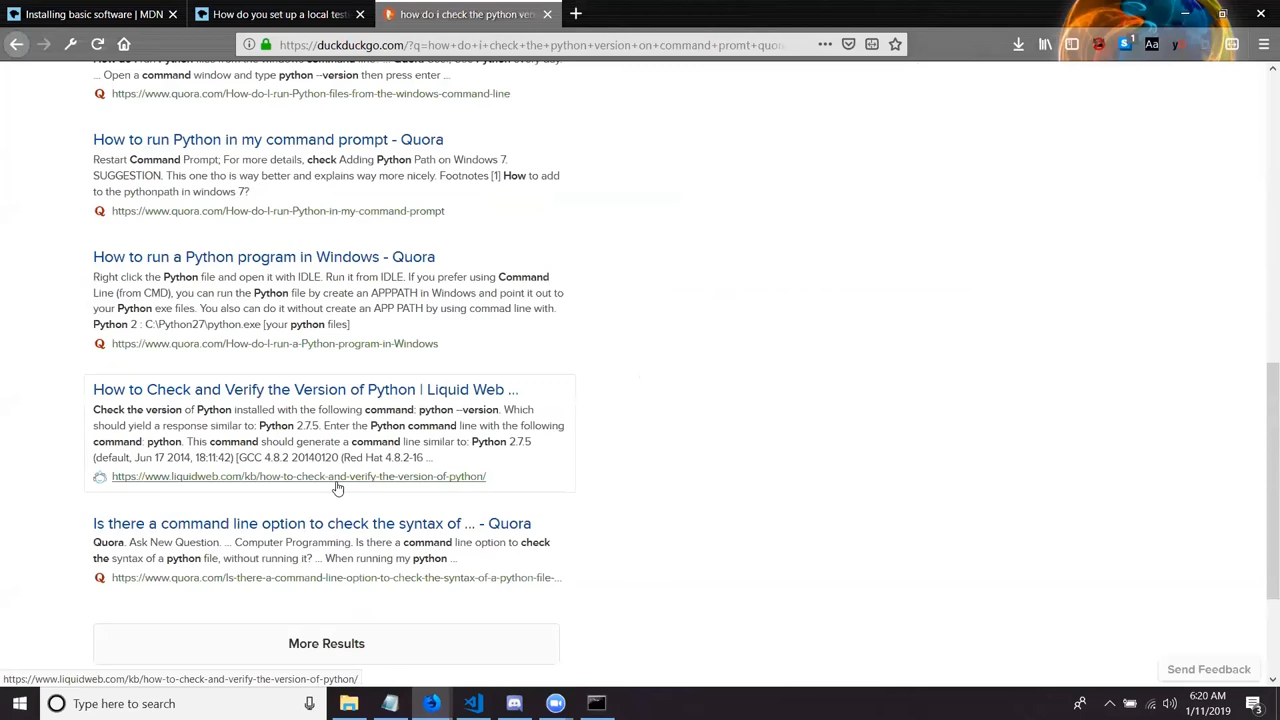 Installing basic software | MDN
How do you set up a local test
how do i check the python ver
https://www.duckduckgo.com/?q=how+do+i+check+the+python+version+on+command+promt+quo
... Open a command window and type python --version then press enter ...
https://www.quora.com/How-do-I-run-Python-files-from-the-windows-command-line
How to run Python in my command prompt - Quora
Restart Command Prompt; For more details, check Adding Python Path on Windows 7.
SUGGESTION. This one tho is way better and explains way more nicely. Footnotes [1] How to add
to the pythonpath in windows 7?
https://www.quora.com/How-do-I-run-Python-in-my-command-prompt
How to run a Python program in Windows - Quora
Right click the Python file and open it with IDLE. Run it from IDLE. If you prefer using Command
Line (from CMD), you can run the Python file by create an APPPATH in Windows and point it out to
your Python exe files. You also can do it without create an APP PATH by using commad line with.
Python 2 : C:\Python27\python.exe [your python files]
https://www.quora.com/How-do-I-run-a-Python-program-in-Windows
How to Check and Verify the Version of Python | Liquid Web ...
Check the version of Python installed with the following command: python --version. Which
should yield a response similar to: Python 2.7.5. Enter the Python command line with the following
command: python. This command should generate a command line similar to: Python 2.7.5
(default, Jun 17 2014, 18:11:42) [GCC 4.8.2 20140120 (Red Hat 4.8.2-16 ...
https://www.liquidweb.com/kb/how-to-check-and-verify-the-version-of-python/
Is there a command line option to check the syntax of ... - Quora
Quora. Ask New Question. ... Computer Programming. Is there a command line option to check
the syntax of a python file, without running it? ... When running my python ...
https://www.quora.com/Is-there-a-command-line-option-to-check-the-syntax-of-a-python-file-...
More Results
Send Feedback
https://www.liquidweb.com/kb/how-to-check-and-verify-the-version-of-python/
Type here to search
6:20 AM
1/11/2019
3